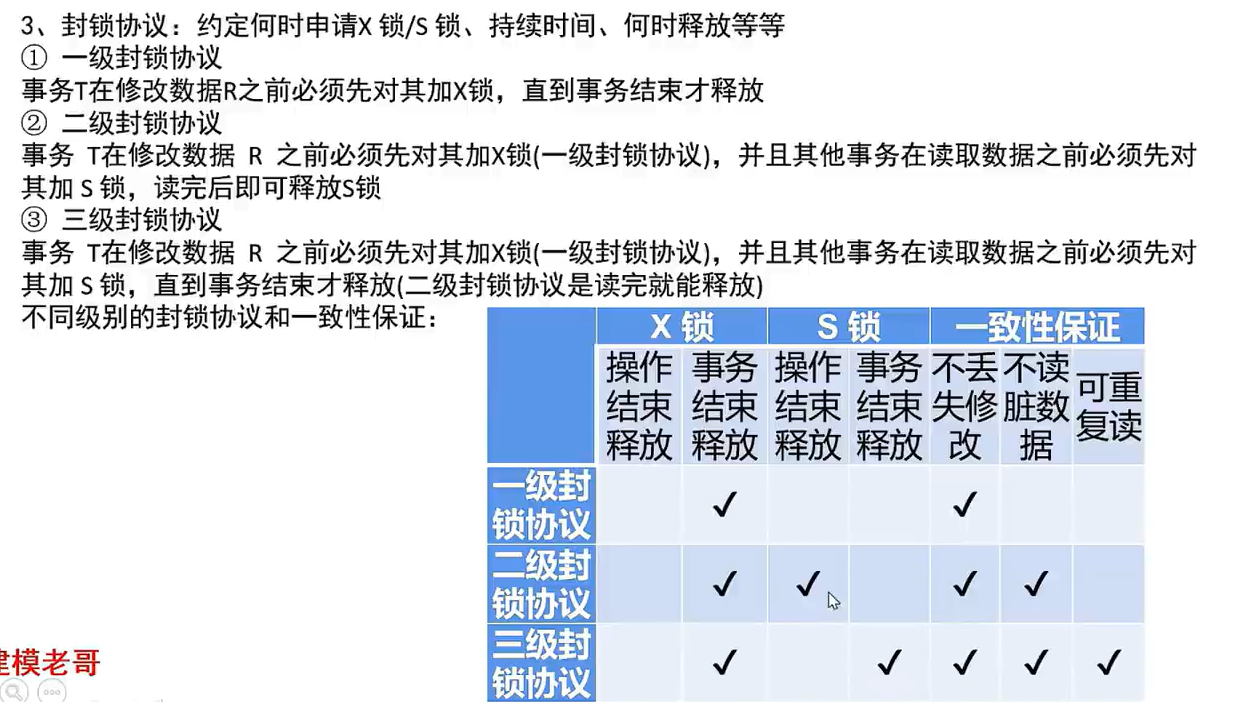 3、封锁协议：约定何时申请X 锁/S 锁、持续时间、何时释放等等
① 一级封锁协议
事务T在修改数据R之前必须先对其加X锁，直到事务结束才释放
② 二级封锁协议
事务 T在修改数据 R 之前必须先对其加X锁(一级封锁协议)，并且其他事务在读取数据之前必须先对
其加 S 锁，读完后即可释放S锁
③ 三级封锁协议
事务 T在修改数据 R 之前必须先对其加X锁(一级封锁协议)，并且其他事务在读取数据之前必须先对
其加 S 锁，直到事务结束才释放(二级封锁协议是读完就能释放)
不同级别的封锁协议和一致性保证：
X 锁 S 锁 一致性保证
操作 事务 操作 事务 不丢 不读 可重
结束 结束 结束 结束 失修 脏数 复读
释放 释放 释放 释放 改 据
一级封
锁协议 ✓ ✓
二级封
锁协议 ✓ ✓ ✓ ✓
三级封
锁协议 ✓ ✓ ✓ ✓ ✓
建模老哥